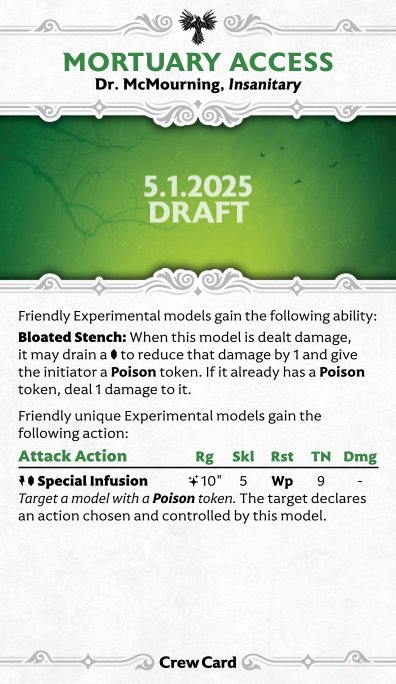 MORTUARY ACCESS
Dr. McMourning, Insanitary
5.1.2025
DRAFT
Friendly Experimental models gain the following ability:
Bloated Stench: When this model is dealt damage,
it may drain a to reduce that damage by 1 and give
the initiator a Poison token. If it already has a Poison
token, deal 1 damage to it.
Friendly unique Experimental models gain the
following action:
Attack Action Rg Skl Rst TN Dmg
Special Infusion 10" 5 Wp 9 -
Target a model with a Poison token. The target declares
an action chosen and controlled by this model.
Crew Card